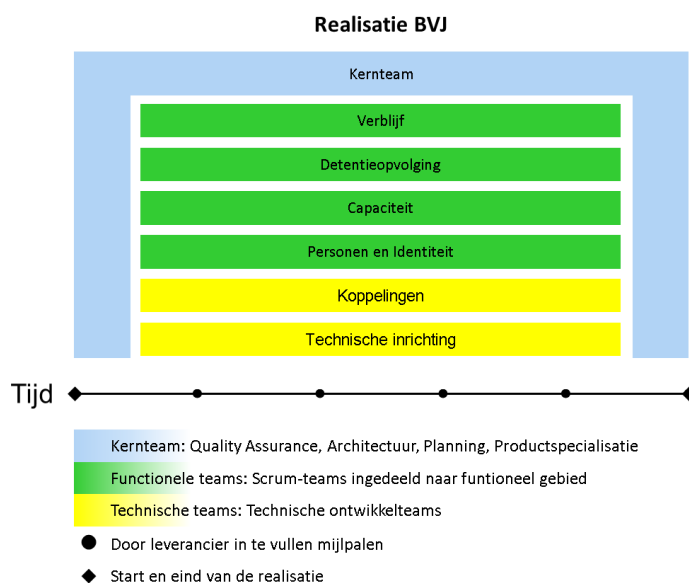 Realisatie BVJ
Kernteam
Verblijf
Detentieopvolging
Capaciteit
Personen en Identiteit
Koppelingen
Technische inrichting
Tijd
Kernteam: Quality Assurance, Architectuur, Planning, Productspecialisatie
Functionele teams: Scrum-teams ingedeeld naar funtioneel gebied
Technische teams: Technische ontwikkelteams
Door leverancier in te vullen mijlpalen
Start en eind van de realisatie